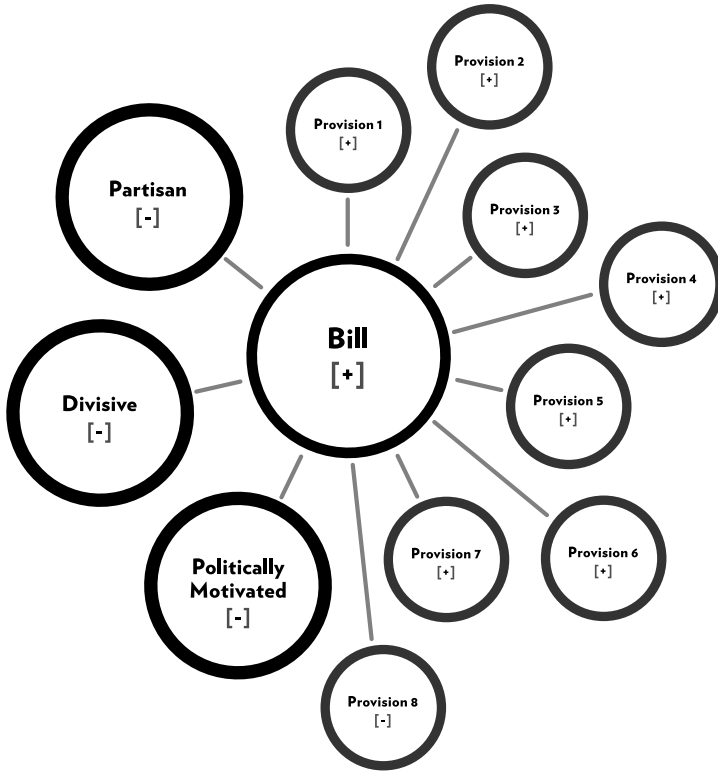 Provision 2
[+]
Provision 1
[+]
Partisan
[-]
Provision 3
[+]
Provision 4
[+]
Bill
[+]
Divisive
[-]
Provision 5
[+]
Politically
Motivated
[-]
Provision 7
[+]
Provision 6
[+]
Provision 8
[-]